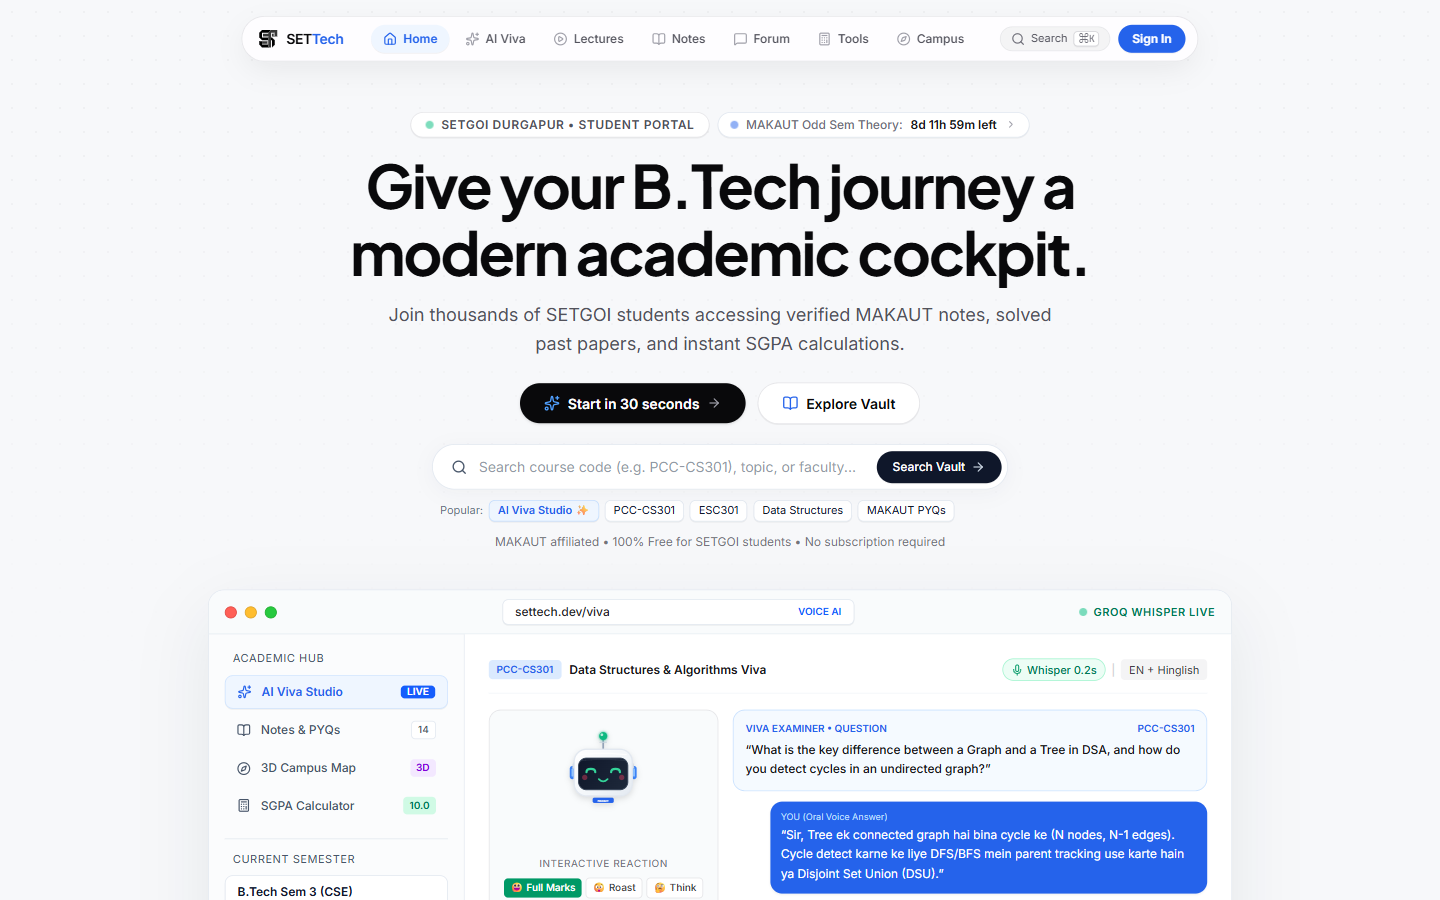 SETTech
Home
AI Viva
Lectures
Notes
Forum
Tools
Campus
Search ⌘K
Sign In
SETGOI DURGAPUR • STUDENT PORTAL
MAKAUT Odd Sem Theory: 8d 11h 59m left
Give your B.Tech journey a
modern academic cockpit.
Join thousands of SETGOI students accessing verified MAKAUT notes, solved
past papers, and instant SGPA calculations.
Start in 30 seconds
Explore Vault
Search course code (e.g. PCC-CS301), topic, or faculty...
Search Vault
Popular: AI Viva Studio ✨ PCC-CS301 ESC301 Data Structures MAKAUT PYQs
MAKAUT affiliated • 100% Free for SETGOI students • No subscription required
settech.dev/viva VOICE AI
GROQ WHISPER LIVE
ACADEMIC HUB
AI Viva Studio LIVE
Notes & PYQs 14
3D Campus Map 3D
SGPA Calculator 10.0
CURRENT SEMESTER
B.Tech Sem 3 (CSE)
PCC-CS301 Data Structures & Algorithms Viva
Whisper 0.2s
EN + Hinglish
INTERACTIVE REACTION
Full Marks
Roast
Think
VIVA EXAMINER • QUESTION PCC-CS301
“What is the key difference between a Graph and a Tree in DSA, and how do
you detect cycles in an undirected graph?”
YOU (Oral Voice Answer)
“Sir, Tree ek connected graph hai bina cycle ke (N nodes, N-1 edges).
Cycle detect karne ke liye DFS/BFS mein parent tracking use karte hain
ya Disjoint Set Union (DSU).”